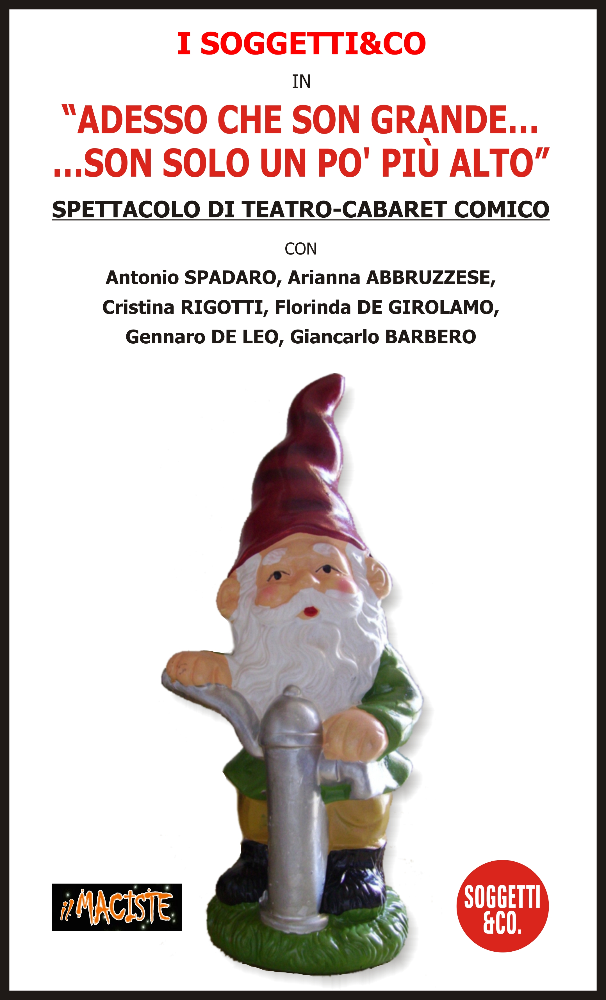 I SOGGETTI&CO
IN
“ADESSO CHE SON GRANDE...
...SON SOLO UN PO' PIÙ ALTO”
SPETTACOLO DI TEATRO-CABARET COMICO
CON
Antonio SPADARO, Arianna ABBRUZZESE,
Cristina RIGOTTI, Florinda DE GIROLAMO,
Gennaro DE LEO, Giancarlo BARBERO
il MACISTE
SOGGETTI
&CO.